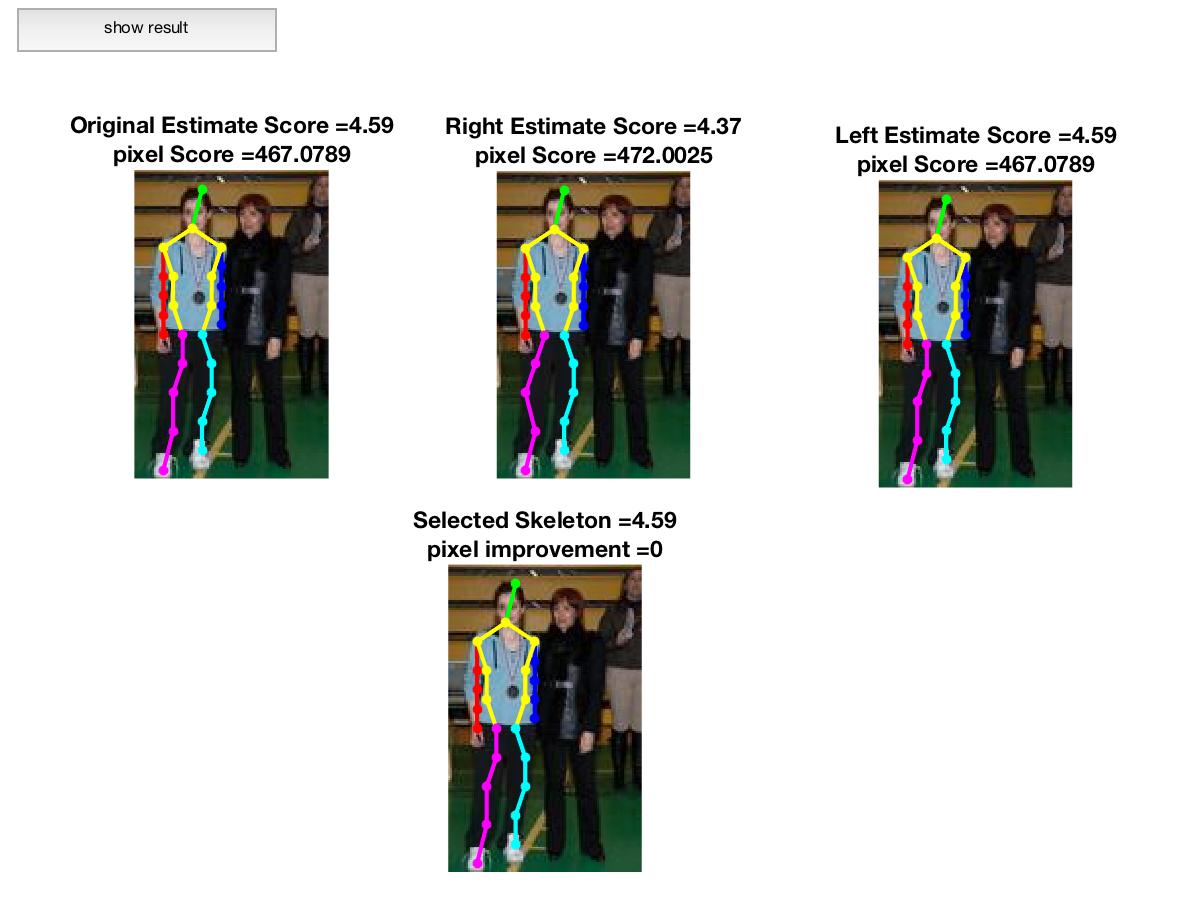 show result
Original Estimate Score =4.59
pixel Score =467.0789
Right Estimate Score =4.37
pixel Score =472.0025
Left Estimate Score =4.59
pixel Score =467.0789
Selected Skeleton =4.59
pixel improvement =0